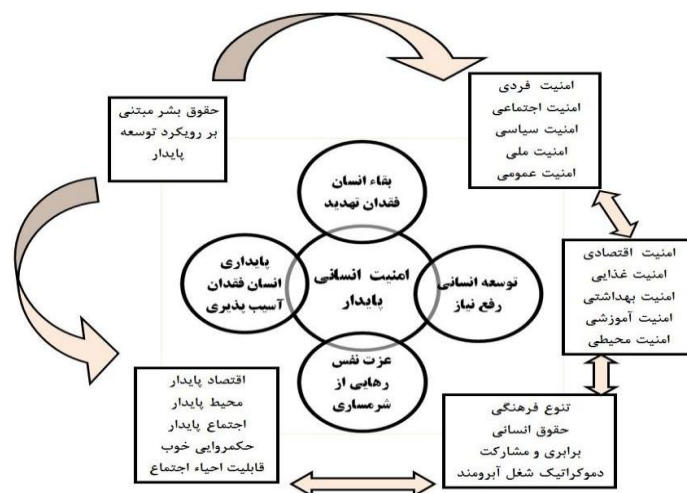 حقوق بشر مبتنی
بر رویکرد توسعه
پایدار
امنیت فردی
امنیت اجتماعی
امنیت سیاسی
امنیت ملی
امنیت عمومی
بقاء انسان
فقدان تهدید
پایداری
انسان فقدان
آسیب پذیری
امنیت انسانی
پایدار
توسعه انسانی
رفع نیاز
عزت نفس
رهایی از
شرمساری
امنیت اقتصادی
امنیت غذایی
امنیت بهداشتی
امنیت آموزشی
امنیت محیطی
اقتصاد پایدار
محیط پایدار
اجتماع پایدار
حکمروایی خوب
قابلیت احیاء اجتماع
تنوع فرهنگی
حقوق انسانی
برابری و مشارکت
دموکراتیک شغل آبرومند